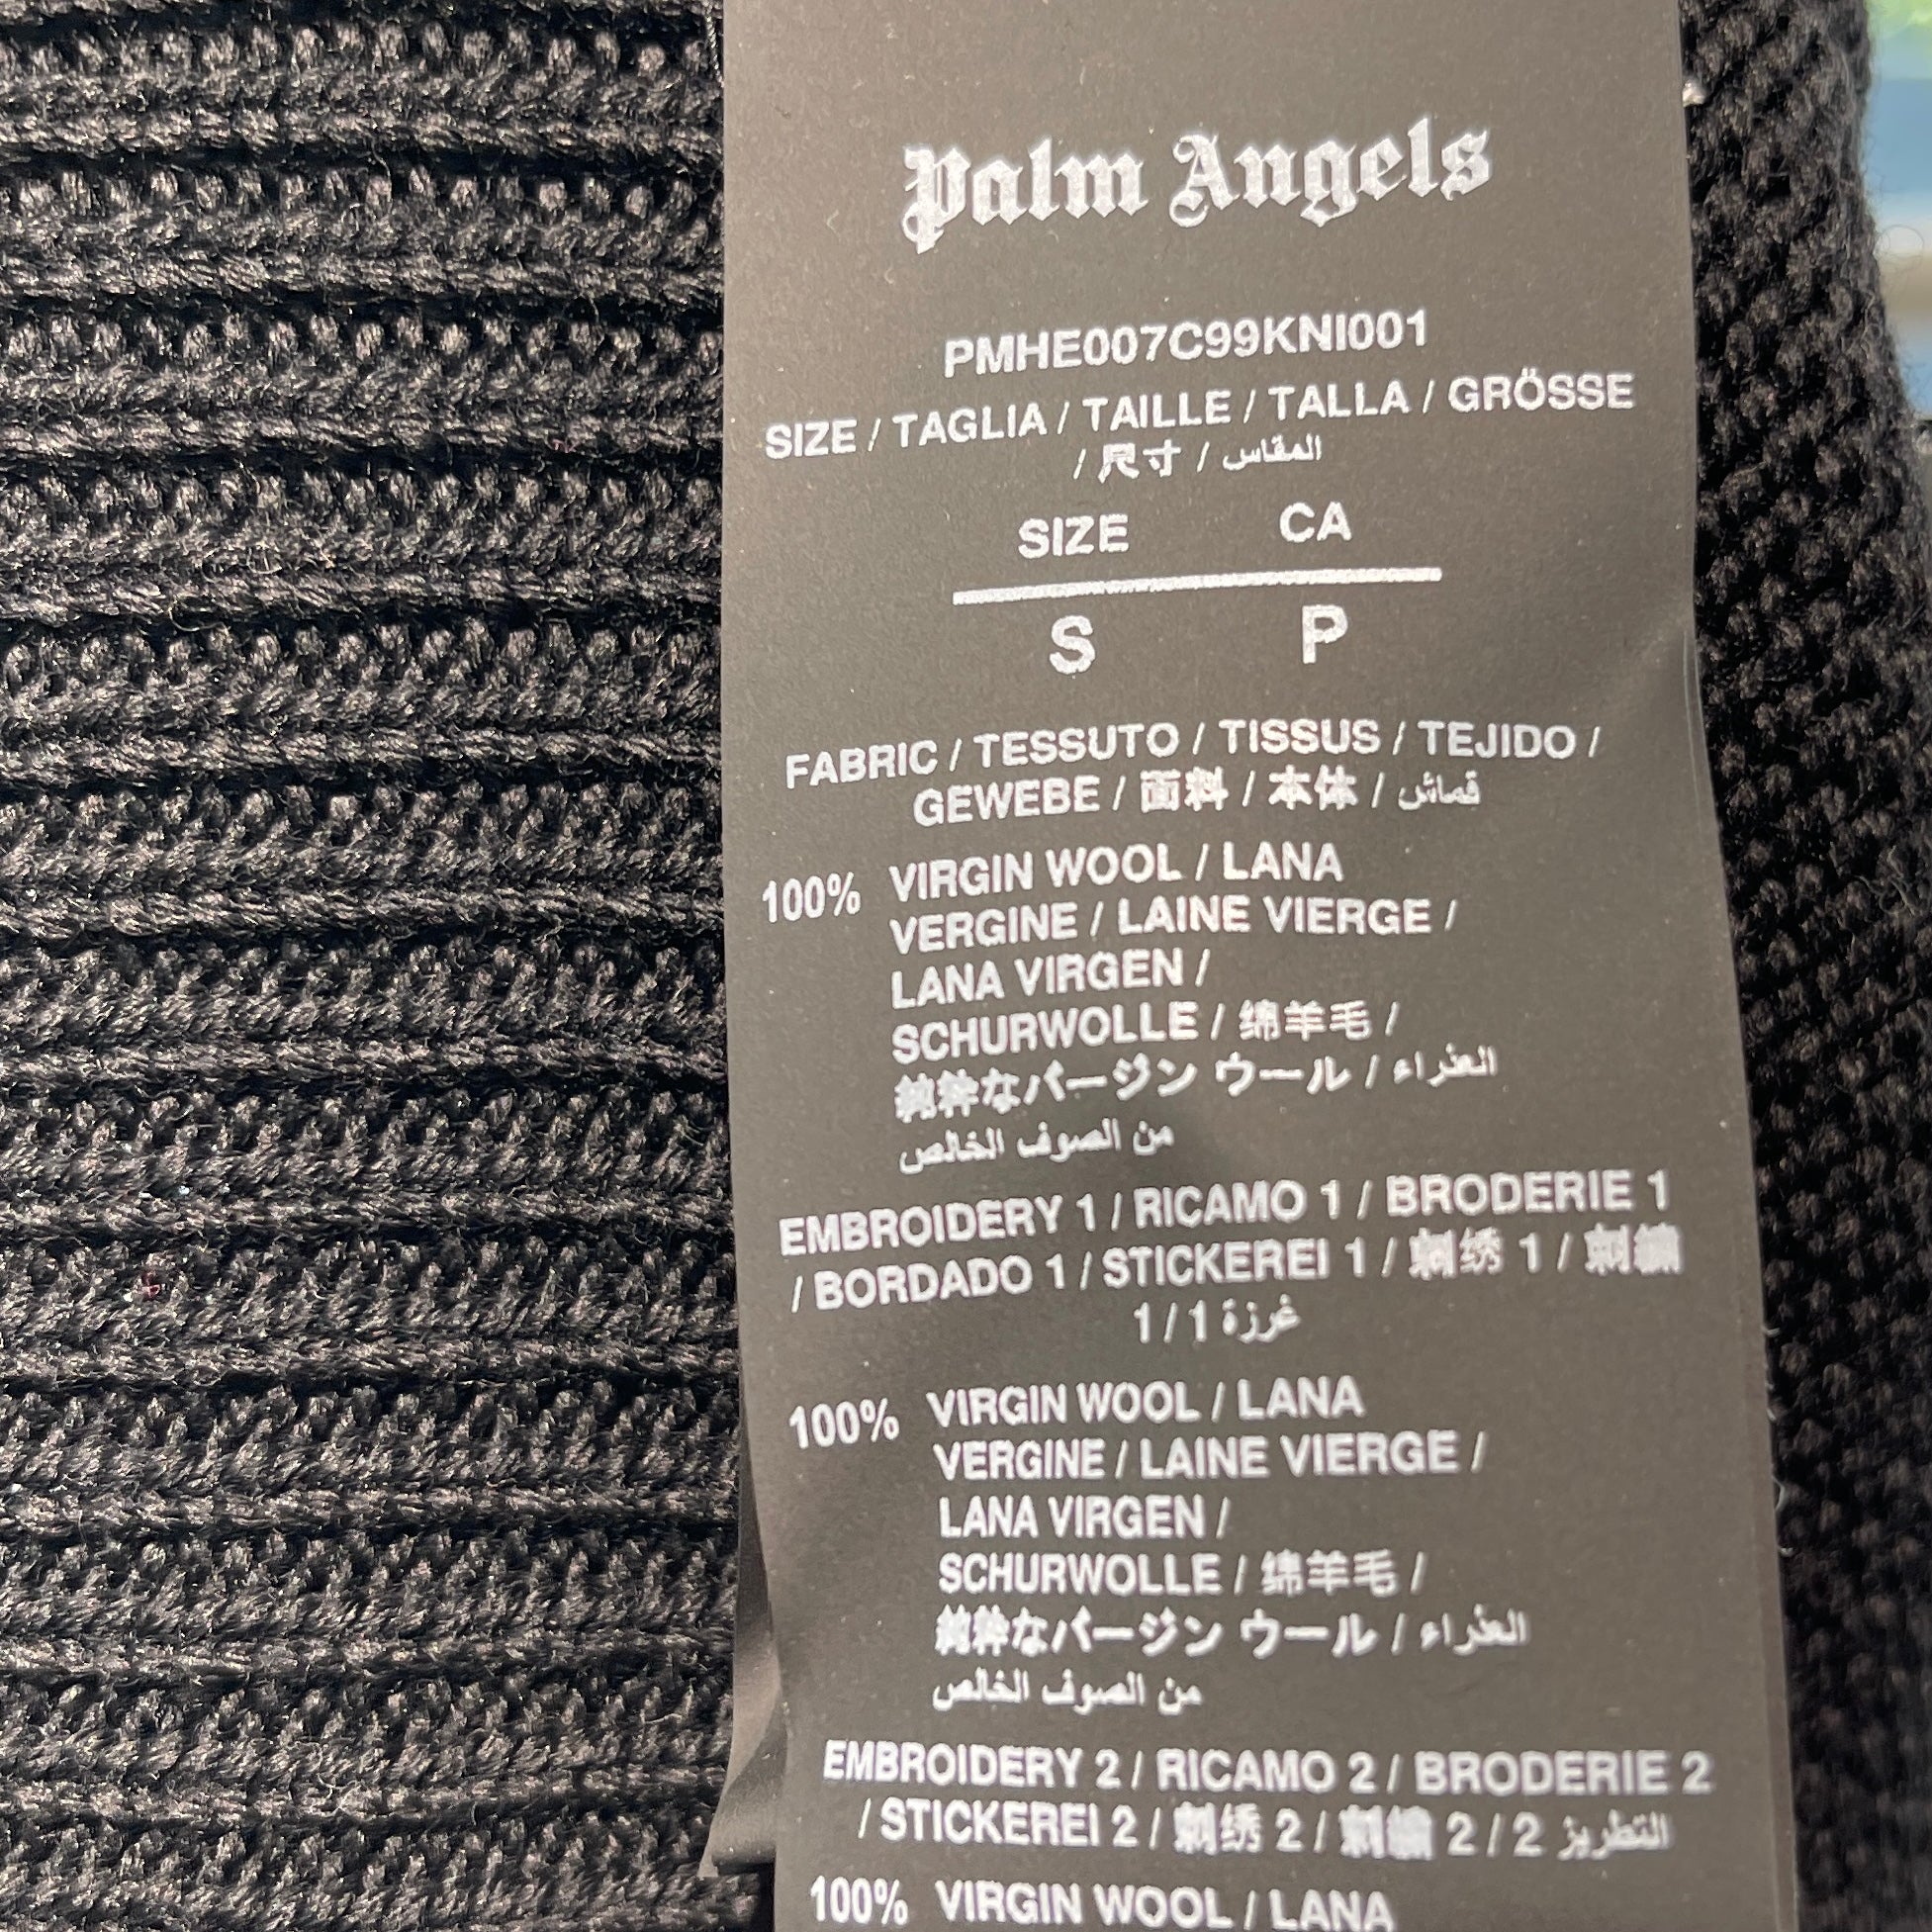 Palm Angels
PMHE007C99KNI001
SIZE / TAGLIA / TAILLE / TALLA / GRÖSSE
/ 尺寸 / المقاس
SIZE CA
S P
FABRIC / TESSUTO / TISSUS / TEJIDO /
GEWEBE / 面料 / 本体 / قماش
100% VIRGIN WOOL / LANA
VERGINE / LAINE VIERGE /
LANA VIRGEN /
SCHURWOLLE / 绵羊毛 /
純粋なバージン ウール / العذراء
من الصوف الخالص
EMBROIDERY 1 / RICAMO 1 / BRODERIE 1
/ BORDADO 1 / STICKEREI 1 / 刺绣 1 / 刺繍
1 / 1 غرزة
100% VIRGIN WOOL / LANA
VERGINE / LAINE VIERGE /
LANA VIRGEN /
SCHURWOLLE / 绵羊毛 /
純粋なバージン ウール / العذراء
من الصوف الخالص
EMBROIDERY 2 / RICAMO 2 / BRODERIE 2
/ STICKEREI 2 / 刺绣 2 / 刺繍 2 / 2 التطريز
100% VIRGIN WOOL / LANA